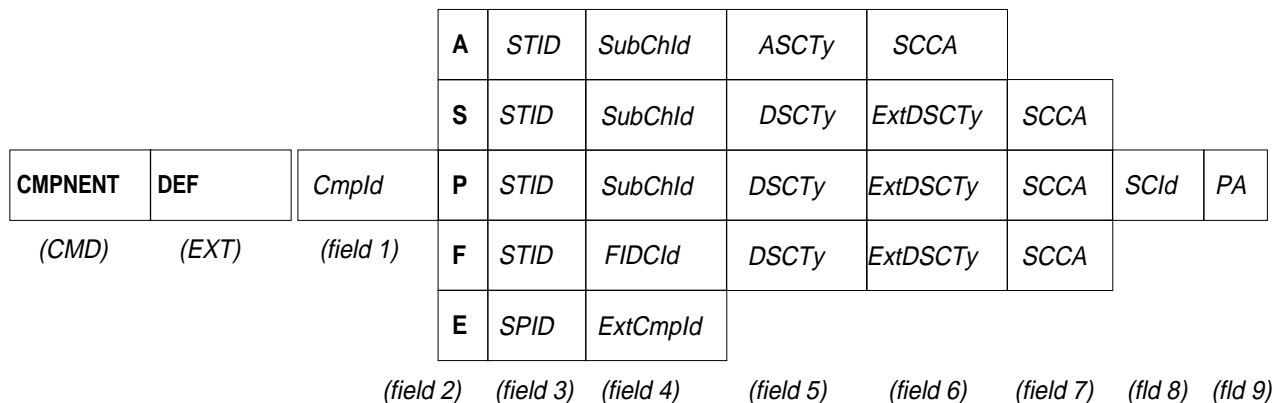 A STID SubChId ASCTy SCCA
S STID SubChId DSCTy ExtDSCTy SCCA
CMPNENT DEF CmpId P STID SubChId DSCTy ExtDSCTy SCCA SCId PA
(CMD) (EXT) (field 1) F STID FIDCId DSCTy ExtDSCTy SCCA
E SPID ExtCmpId
(field 2) (field 3) (field 4) (field 5) (field 6) (field 7) (fld 8) (fld 9)